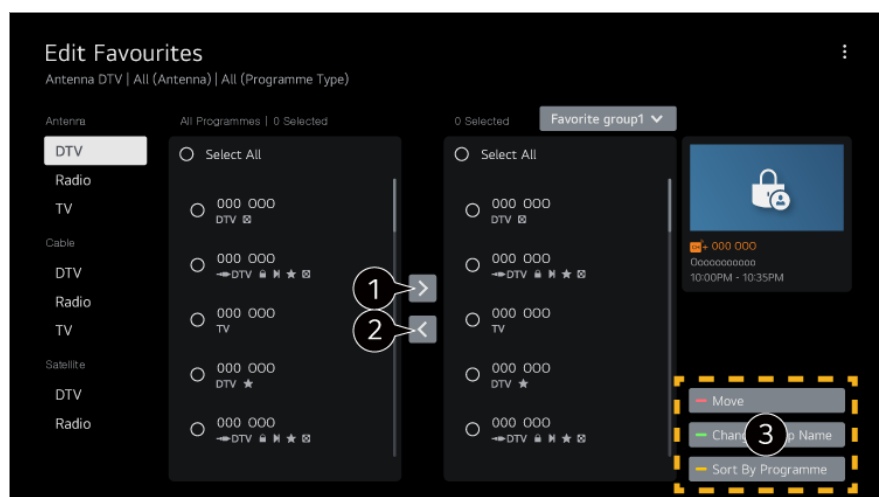 Edit Favourites
Antenna DTV | All (Antenna) | All (Programme Type)
Antenna
DTV
Radio
TV
Cable
DTV
Radio
TV
Satellite
DTV
Radio
All Programmes | 0 Selected
Select All
000 000
DTV
000 000
DTV
000 000
TV
000 000
DTV ★
000 000
DTV
1
2
0 Selected
Favorite group1
Select All
000 000
DTV
000 000
DTV
000 000
TV
000 000
DTV ★
000 000
DTV
+ 000 000
Oooooooooo
10:00PM - 10:35PM
Move
Name
3
Sort By Programme